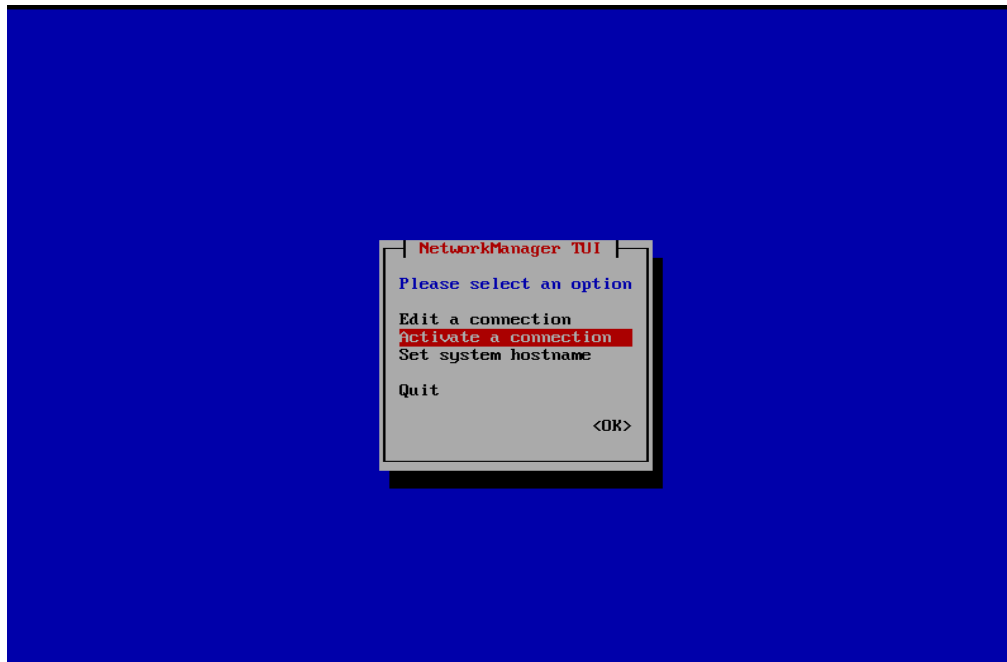 NetworkManager TUI
Please select an option
Edit a connection
Activate a connection
Set system hostname
Quit
<OK>